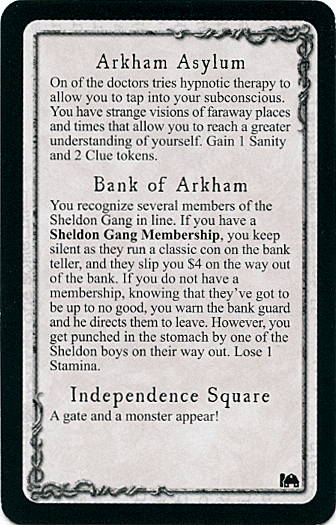 Arkham Asylum
On of the doctors tries hypnotic therapy to
allow you to tap into your subconscious.
You have strange visions of faraway places
and times that allow you to reach a greater
understanding of yourself. Gain 1 Sanity
and 2 Clue tokens.
Bank of Arkham
You recognize several members of the
Sheldon Gang in line. If you have a
Sheldon Gang Membership, you keep
silent as they run a classic con on the bank
teller, and they slip you $4 on the way out
of the bank. If you do not have a
membership, knowing that they've got to
be up to no good, you warn the bank guard
and he directs them to leave. However, you
get punched in the stomach by one of the
Sheldon boys on their way out. Lose 1
Stamina.
Independence Square
A gate and a monster appear!